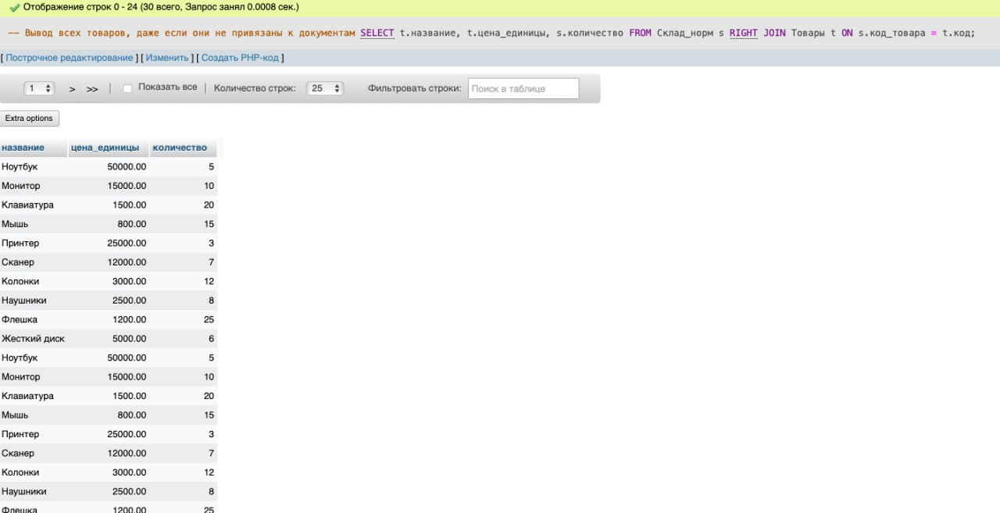 Отображение строк 0 - 24 (30 всего, Запрос занял 0.0008 сек.)
-- Вывод всех товаров, даже если они не привязаны к документам SELECT t.название, t.цена_единицы, s.количество FROM Склад_норм s RIGHT JOIN Товары t ON s.код_товара = t.код;
[ Построчное редактирование ] [ Изменить ] [ Создать PHP-код ]
1 > >> | Показать все | Количество строк: 25 Фильтровать строки: Поиск в таблице
Extra options
название цена_единицы количество
Ноутбук 50000.00 5
Монитор 15000.00 10
Клавиатура 1500.00 20
Мышь 800.00 15
Принтер 25000.00 3
Сканер 12000.00 7
Колонки 3000.00 12
Наушники 2500.00 8
Флешка 1200.00 25
Жесткий диск 5000.00 6
Ноутбук 50000.00 5
Монитор 15000.00 10
Клавиатура 1500.00 20
Мышь 800.00 15
Принтер 25000.00 3
Сканер 12000.00 7
Колонки 3000.00 12
Наушники 2500.00 8
Флешка 1200.00 25